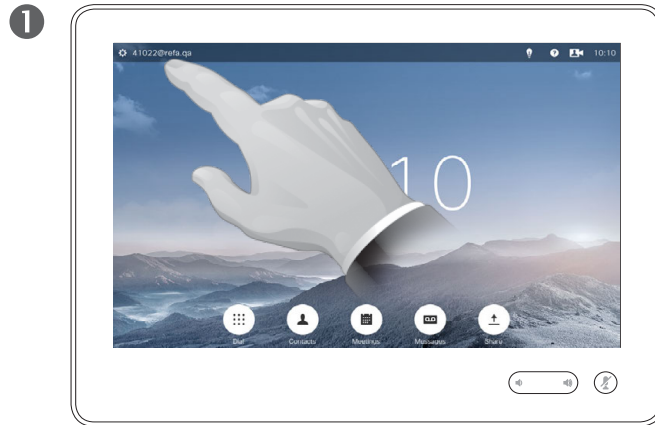 1
41022@refa.qa
10:10
10
Dial
Contacts
Meetings
Messages
Share